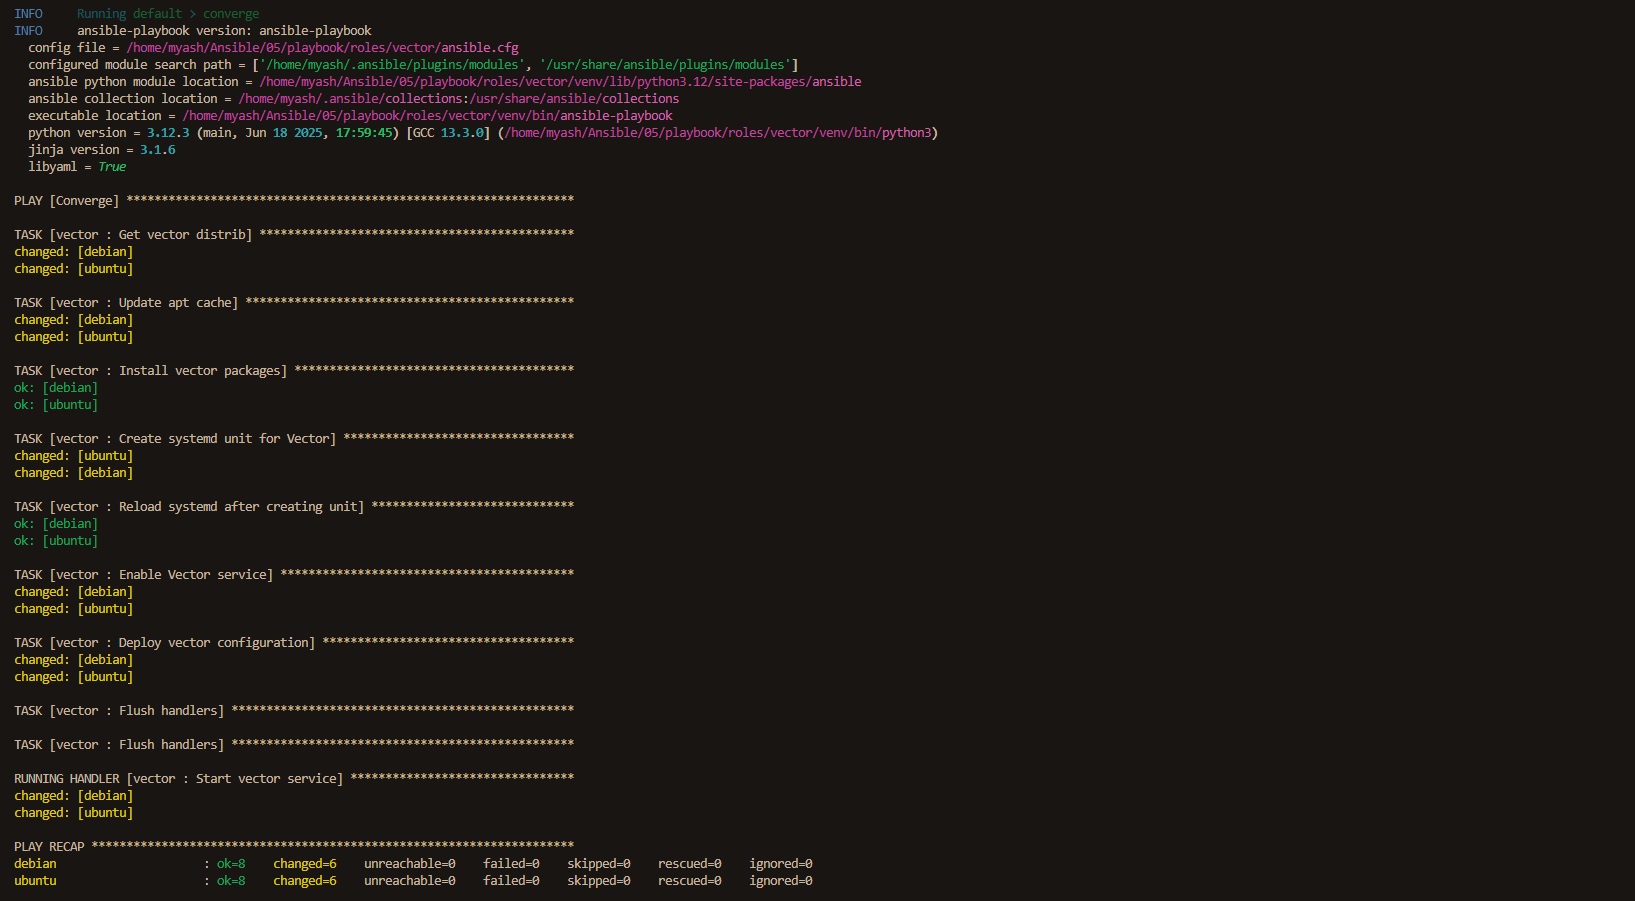 INFO     Running default > converge
INFO     ansible-playbook version: ansible-playbook
  config file = /home/myash/Ansible/05/playbook/roles/vector/ansible.cfg
  configured module search path = ['/home/myash/.ansible/plugins/modules', '/usr/share/ansible/plugins/modules']
  ansible python module location = /home/myash/Ansible/05/playbook/roles/vector/venv/lib/python3.12/site-packages/ansible
  ansible collection location = /home/myash/.ansible/collections:/usr/share/ansible/collections
  executable location = /home/myash/Ansible/05/playbook/roles/vector/venv/bin/ansible-playbook
  python version = 3.12.3 (main, Jun 18 2025, 17:59:45) [GCC 13.3.0] (/home/myash/Ansible/05/playbook/roles/vector/venv/bin/python3)
  jinja version = 3.1.6
  libyaml = True

PLAY [Converge] ****************************************************************

TASK [vector : Get vector distrib] *********************************************
changed: [debian]
changed: [ubuntu]

TASK [vector : Update apt cache] ***********************************************
changed: [debian]
changed: [ubuntu]

TASK [vector : Install vector packages] ****************************************
ok: [debian]
ok: [ubuntu]

TASK [vector : Create systemd unit for Vector] *********************************
changed: [ubuntu]
changed: [debian]

TASK [vector : Reload systemd after creating unit] *****************************
ok: [debian]
ok: [ubuntu]

TASK [vector : Enable Vector service] ******************************************
changed: [debian]
changed: [ubuntu]

TASK [vector : Deploy vector configuration] ************************************
changed: [debian]
changed: [ubuntu]

TASK [vector : Flush handlers] *************************************************

TASK [vector : Flush handlers] *************************************************

RUNNING HANDLER [vector : Start vector service] ********************************
changed: [debian]
changed: [ubuntu]

PLAY RECAP *********************************************************************
debian                     : ok=8    changed=6    unreachable=0    failed=0    skipped=0    rescued=0    ignored=0
ubuntu                     : ok=8    changed=6    unreachable=0    failed=0    skipped=0    rescued=0    ignored=0